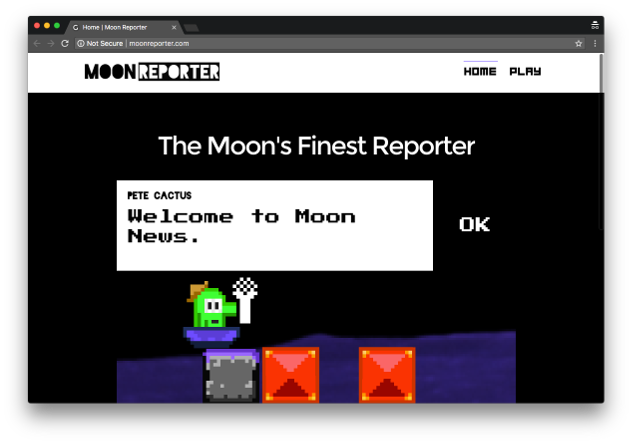 Home | Moon Reporter
Not Secure | moonreporter.com
MOON REPORTER
HOME PLAY
The Moon's Finest Reporter
PETE CACTUS
Welcome to Moon
News.
OK